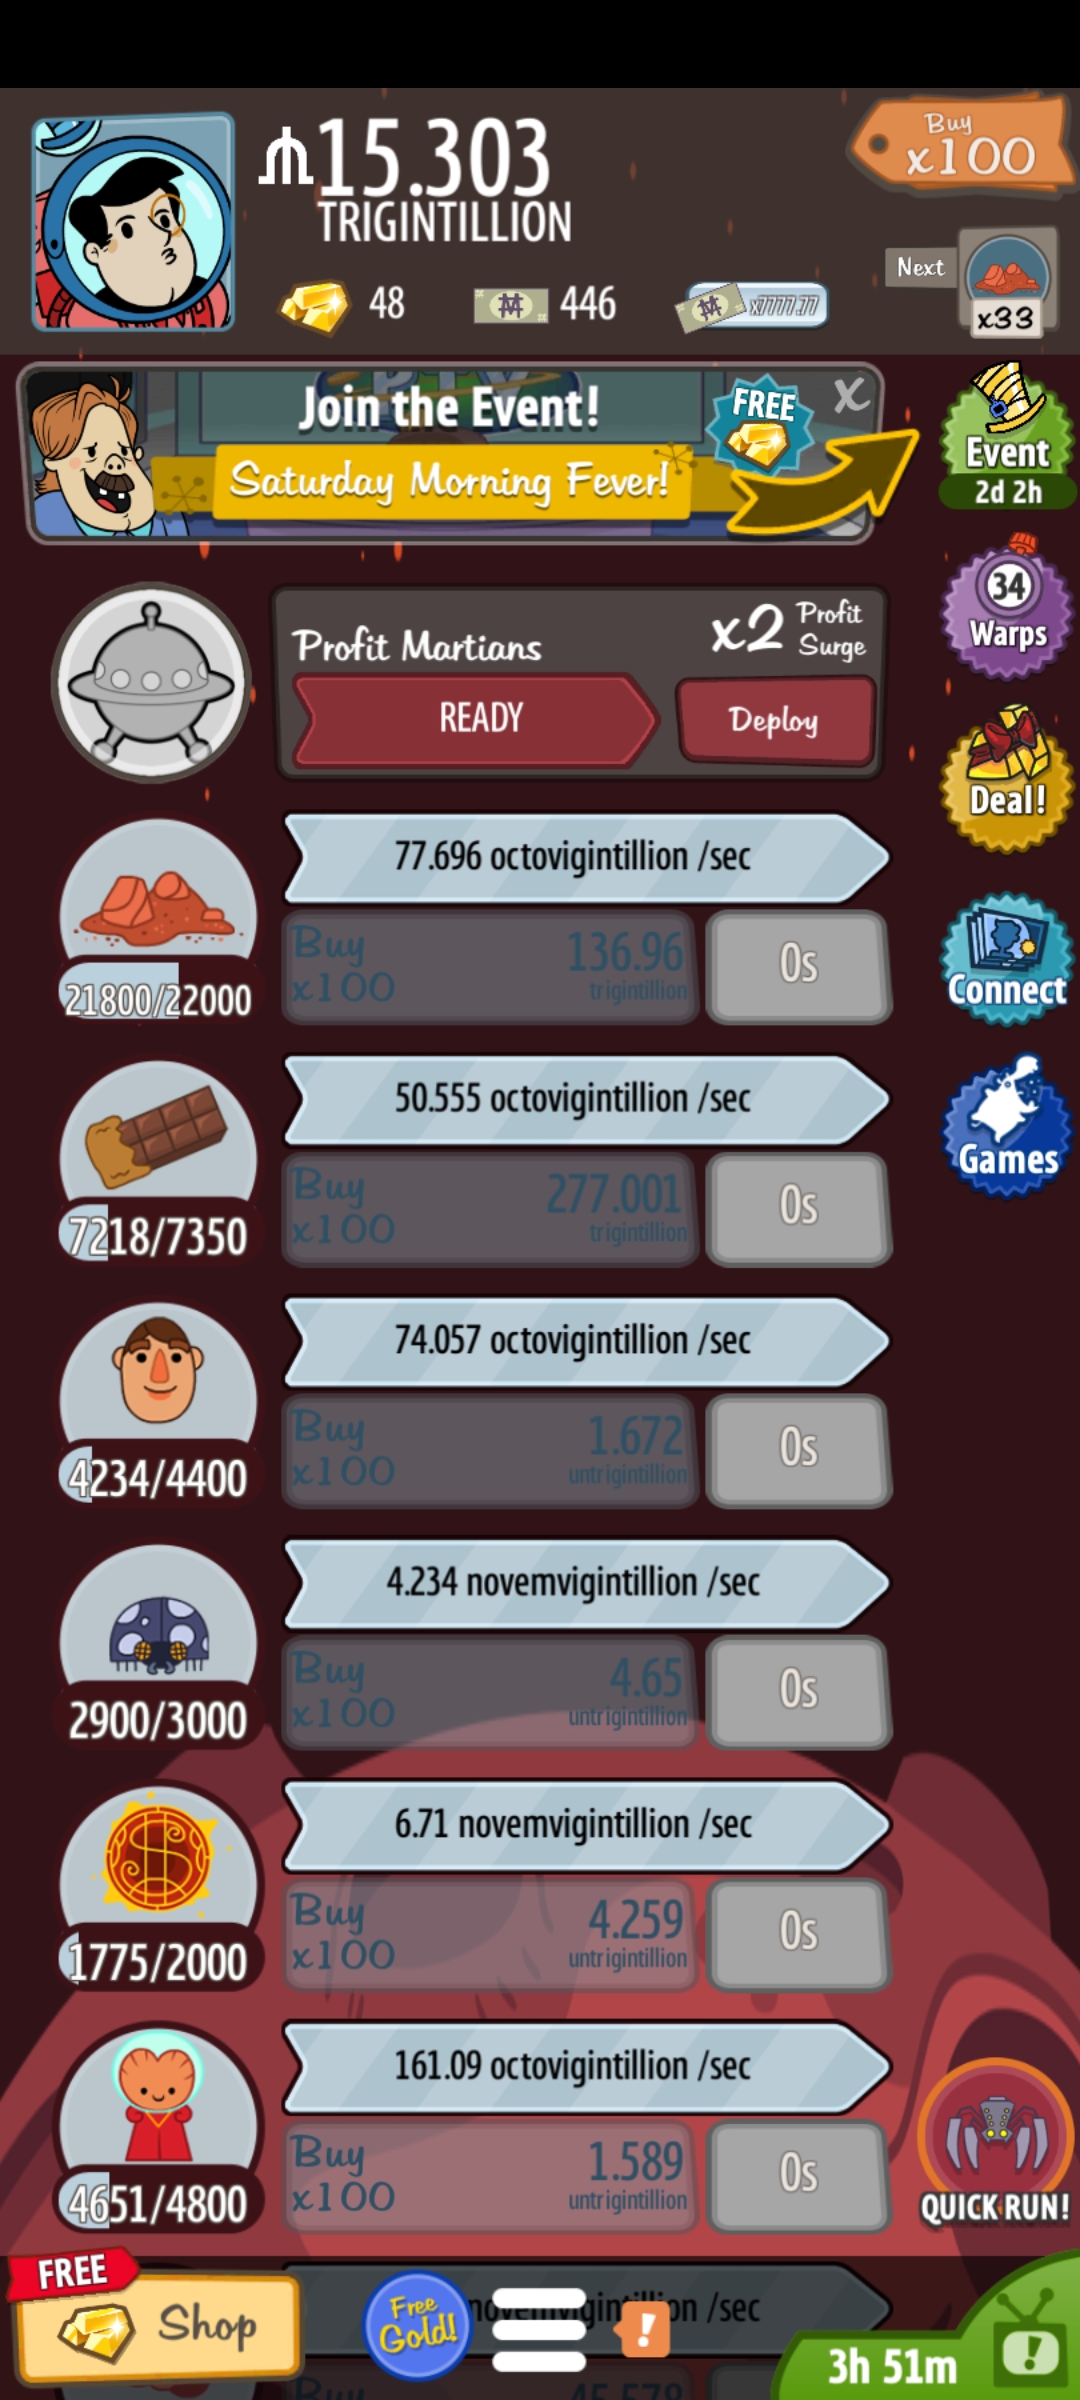 15.303
TRIGINTILLION
Buy
x100
48
446
x7777.77
Next
x33
Join the Event!
FREE
X
Saturday Morning Fever!
Event
2d 2h
34
Warps
Profit Martians
x2 Profit
Surge
READY
Deploy
Deal!
77.696 octovigintillion /sec
Buy
x100
136.96
trigintillion
0s
21800/22000
Connect
50.555 octovigintillion /sec
Buy
x100
277.001
trigintillion
0s
7218/7350
Games
74.057 octovigintillion /sec
Buy
x100
1.672
untrigintillion
0s
4234/4400
4.234 novemvigintillion /sec
Buy
x100
4.65
untrigintillion
0s
2900/3000
6.71 novemvigintillion /sec
Buy
x100
4.259
untrigintillion
0s
1775/2000
161.09 octovigintillion /sec
Buy
x100
1.589
untrigintillion
0s
4651/4800
QUICK RUN!
FREE
Shop
Free
Gold!
novemvigintillion /sec
!
3h 51m
!
Buy